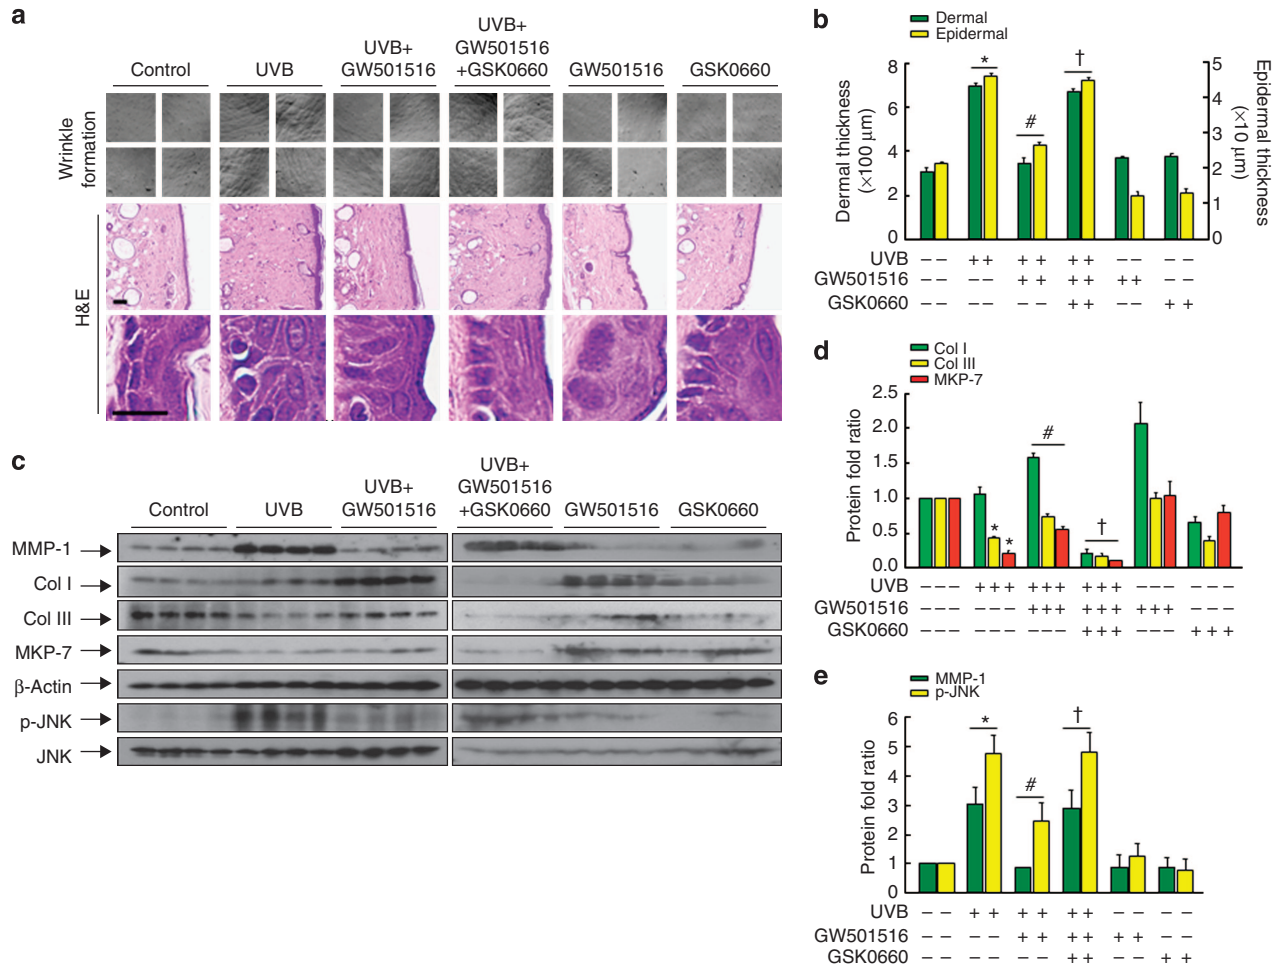 a
Control
UVB
UVB+
GW501516
UVB+
GW501516
+GSK0660
GW501516
GSK0660
Wrinkle
formation
H&E
b
Dermal
Epidermal
Dermal thickness
(×100 μm)
8
6
4
2
0
*
#
†
5
4
3
2
1
0
Epidermal thickness
(×10 μm)
UVB − − + + + + + + − − − −
GW501516 − − − − + + + + + + − −
GSK0660 − − − − − − + + − − + +
c
Control
UVB
UVB+
GW501516
UVB+
GW501516
+GSK0660
GW501516
GSK0660
MMP-1
Col I
Col III
MKP-7
β-Actin
p-JNK
JNK
d
Col I
Col III
MKP-7
Protein fold ratio
2.5
2.0
1.5
1.0
0.5
0.0
*
*
#
†
UVB − − − + + + + + + + + + − − − − − −
GW501516 − − − − − − + + + + + + + + + − − −
GSK0660 − − − − − − − − − + + + − − − + + +
e
MMP-1
p-JNK
Protein fold ratio
6
5
4
3
2
1
0
*
#
†
UVB − − + + + + + + − − − −
GW501516 − − − − + + + + + + − −
GSK0660 − − − − − − + + − − + +